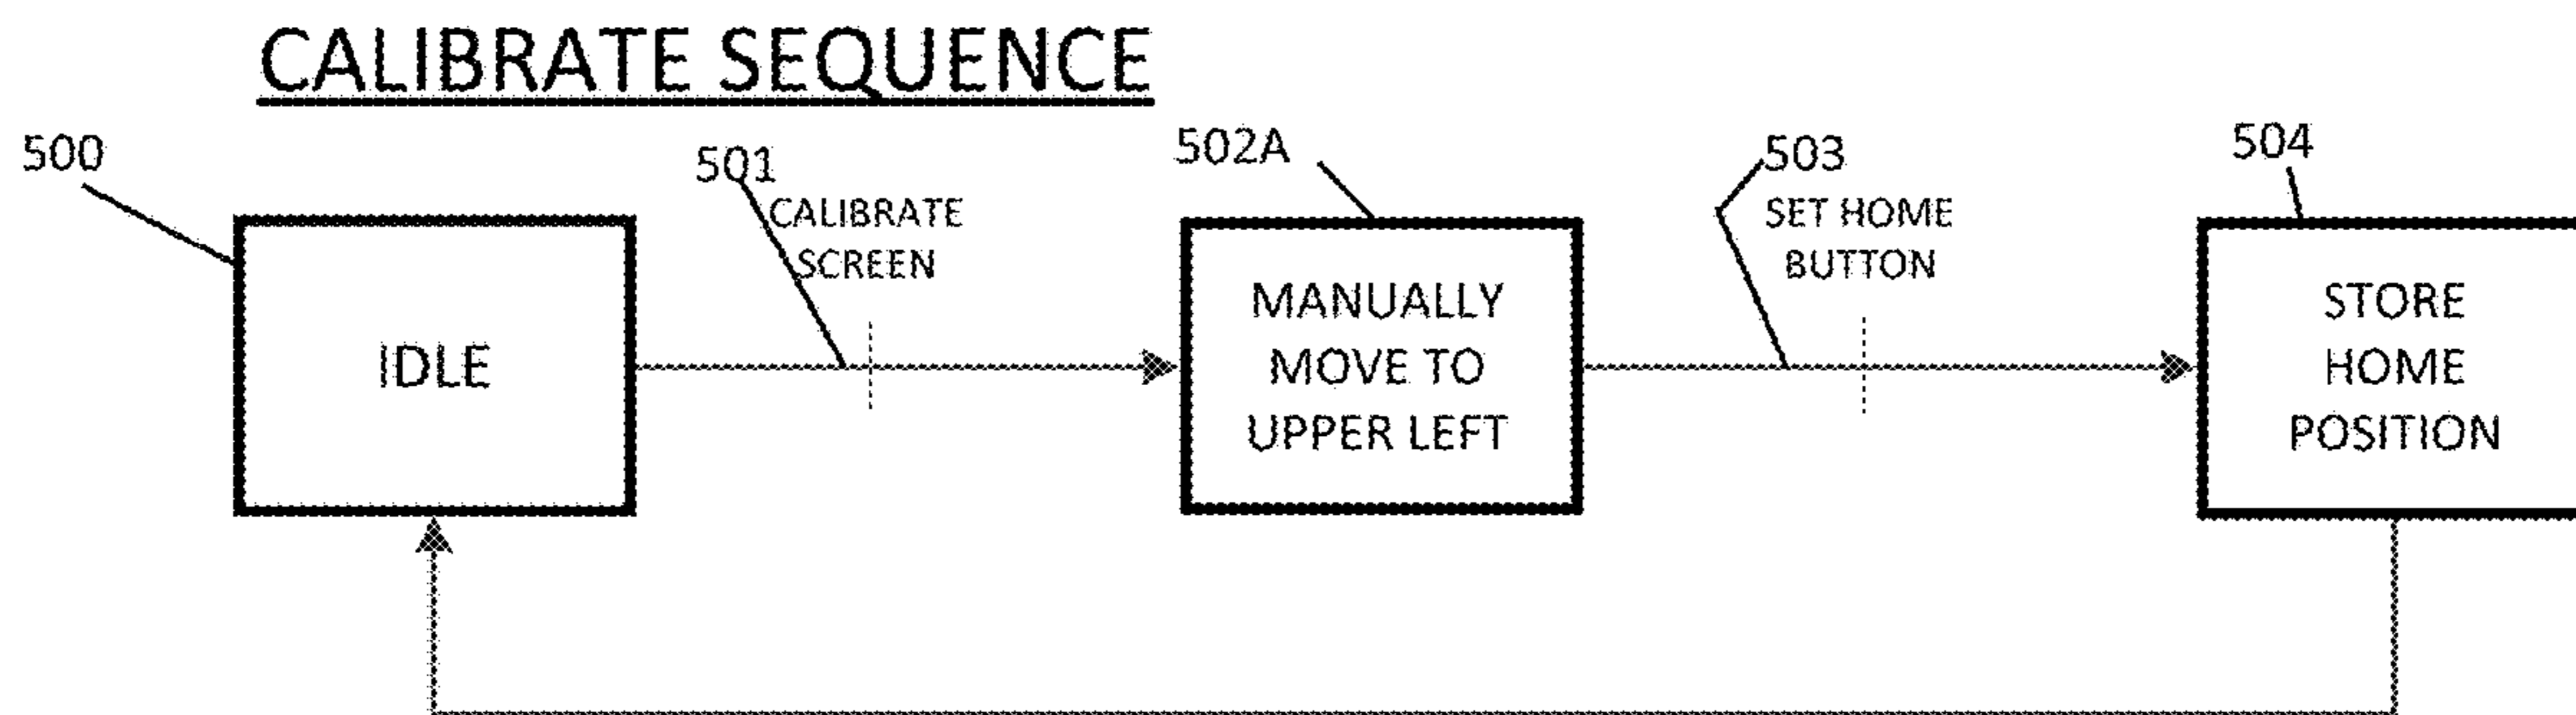 CALIBRATE SEQUENCE
500
501
CALIBRATE
SCREEN
502A
503
SET HOME
BUTTON
504
IDLE
MANUALLY
MOVE TO
UPPER LEFT
STORE
HOME
POSITION